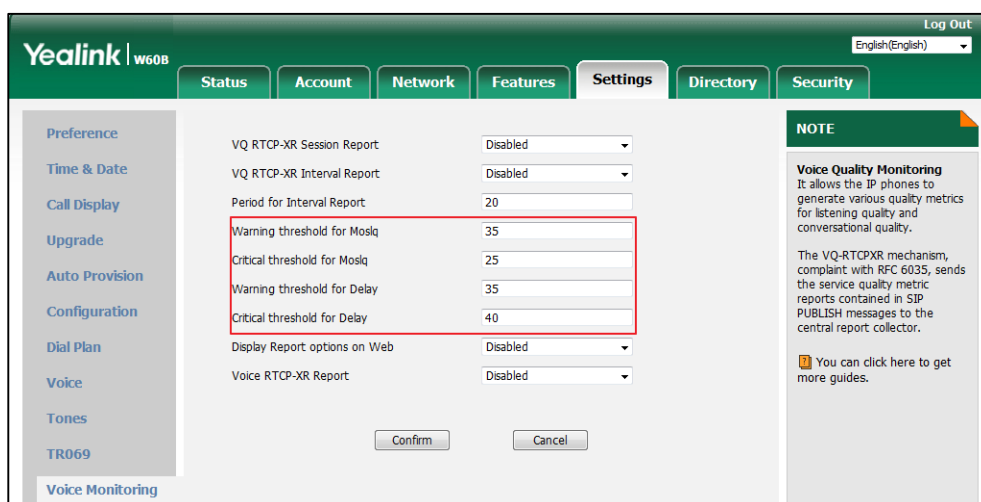 Log Out
Yealink W60B
English(English)
Status Account Network Features Settings Directory Security
Preference
Time & Date
Call Display
Upgrade
Auto Provision
Configuration
Dial Plan
Voice
Tones
TR069
Voice Monitoring
VQ RTCP-XR Session Report Disabled
VQ RTCP-XR Interval Report Disabled
Period for Interval Report 20
Warning threshold for Moslq 35
Critical threshold for Moslq 25
Warning threshold for Delay 35
Critical threshold for Delay 40
Display Report options on Web Disabled
Voice RTCP-XR Report Disabled
Confirm Cancel
NOTE
Voice Quality Monitoring
It allows the IP phones to
generate various quality metrics
for listening quality and
conversational quality.
The VQ-RTCPXR mechanism,
complaint with RFC 6035, sends
the service quality metric
reports contained in SIP
PUBLISH messages to the
central report collector.
? You can click here to get
more guides.